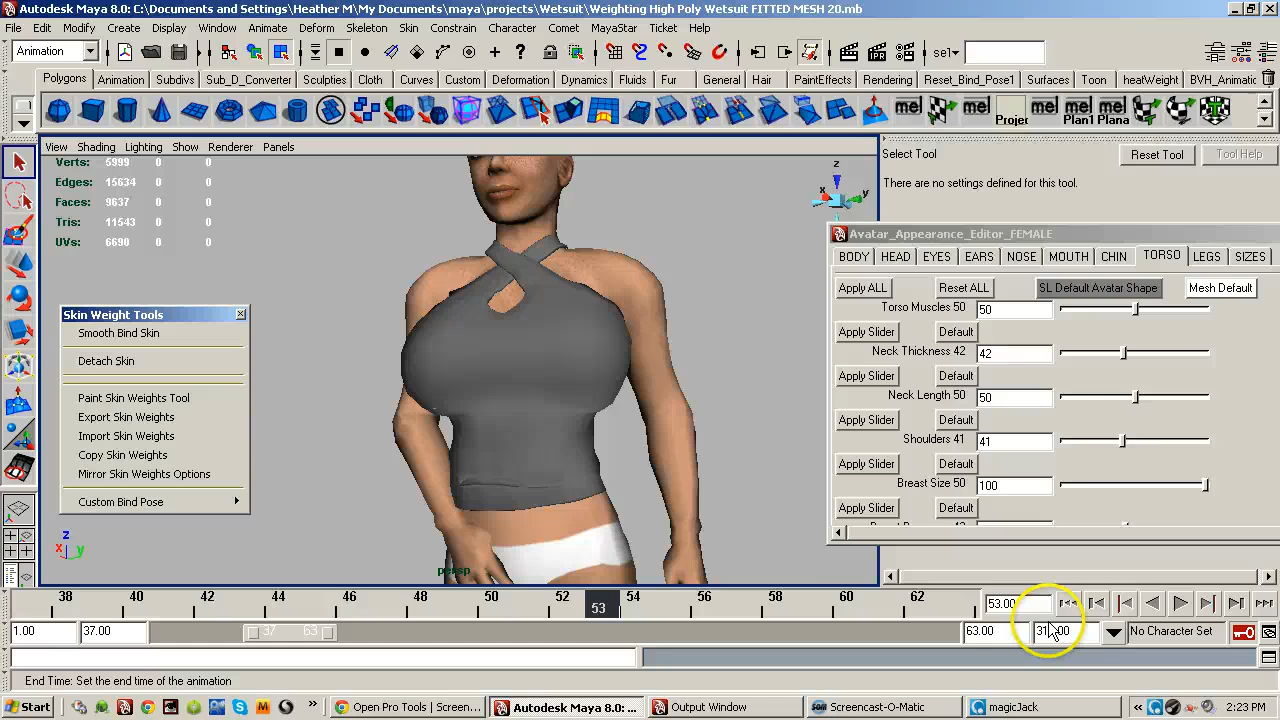 Autodesk Maya 8.0: C:\Documents and Settings\Heather M\My Documents\maya\projects\Wetsuit\Weighting High Poly Wetsuit FITTED MESH 20.mb
File Edit Modify Create Display Window Animate Deform Skeleton Skin Constrain Character Comet MayaStar Ticket Help
Animation sel
Polygons Animation Subdivs Sub_D_Converter Sculpties Cloth Curves Custom Deformation Dynamics Fluids Fur General Hair PaintEffects Rendering Reset_Bind_Pose1 Surfaces Toon heatWeight BVH_Animatic
mel mel Projec mel mel Plan1 mel Plana
View Shading Lighting Show Renderer Panels
Select Tool Reset Tool Tool Help
There are no settings defined for this tool.
Verts: 5999 0 0
Edges: 15634 0 0
Faces: 9637 0 0
Tris: 11543 0 0
UVs: 6690 0 0
z
x y
Avatar_Appearance_Editor_FEMALE
BODY HEAD EYES EARS NOSE MOUTH CHIN TORSO LEGS SIZES
Apply ALL Reset ALL SL Default Avatar Shape Mesh Default
Torso Muscles 50 50
Apply Slider Default
Neck Thickness 42 42
Apply Slider Default
Neck Length 50 50
Apply Slider Default
Shoulders 41 41
Apply Slider Default
Breast Size 50 100
Apply Slider Default
Skin Weight Tools
Smooth Bind Skin
Detach Skin
Paint Skin Weights Tool
Export Skin Weights
Import Skin Weights
Copy Skin Weights
Mirror Skin Weights Options
Custom Bind Pose
z
x y
persp
38 40 42 44 46 48 50 52 53 54 56 58 60 62 53.00
1.00 37.00 37 63 63.00 No Character Set
End Time: Set the end time of the animation
Start Open Pro Tools | Screen... Autodesk Maya 8.0: ... Output Window Screencast-O-Matic magicJack 2:23 PM